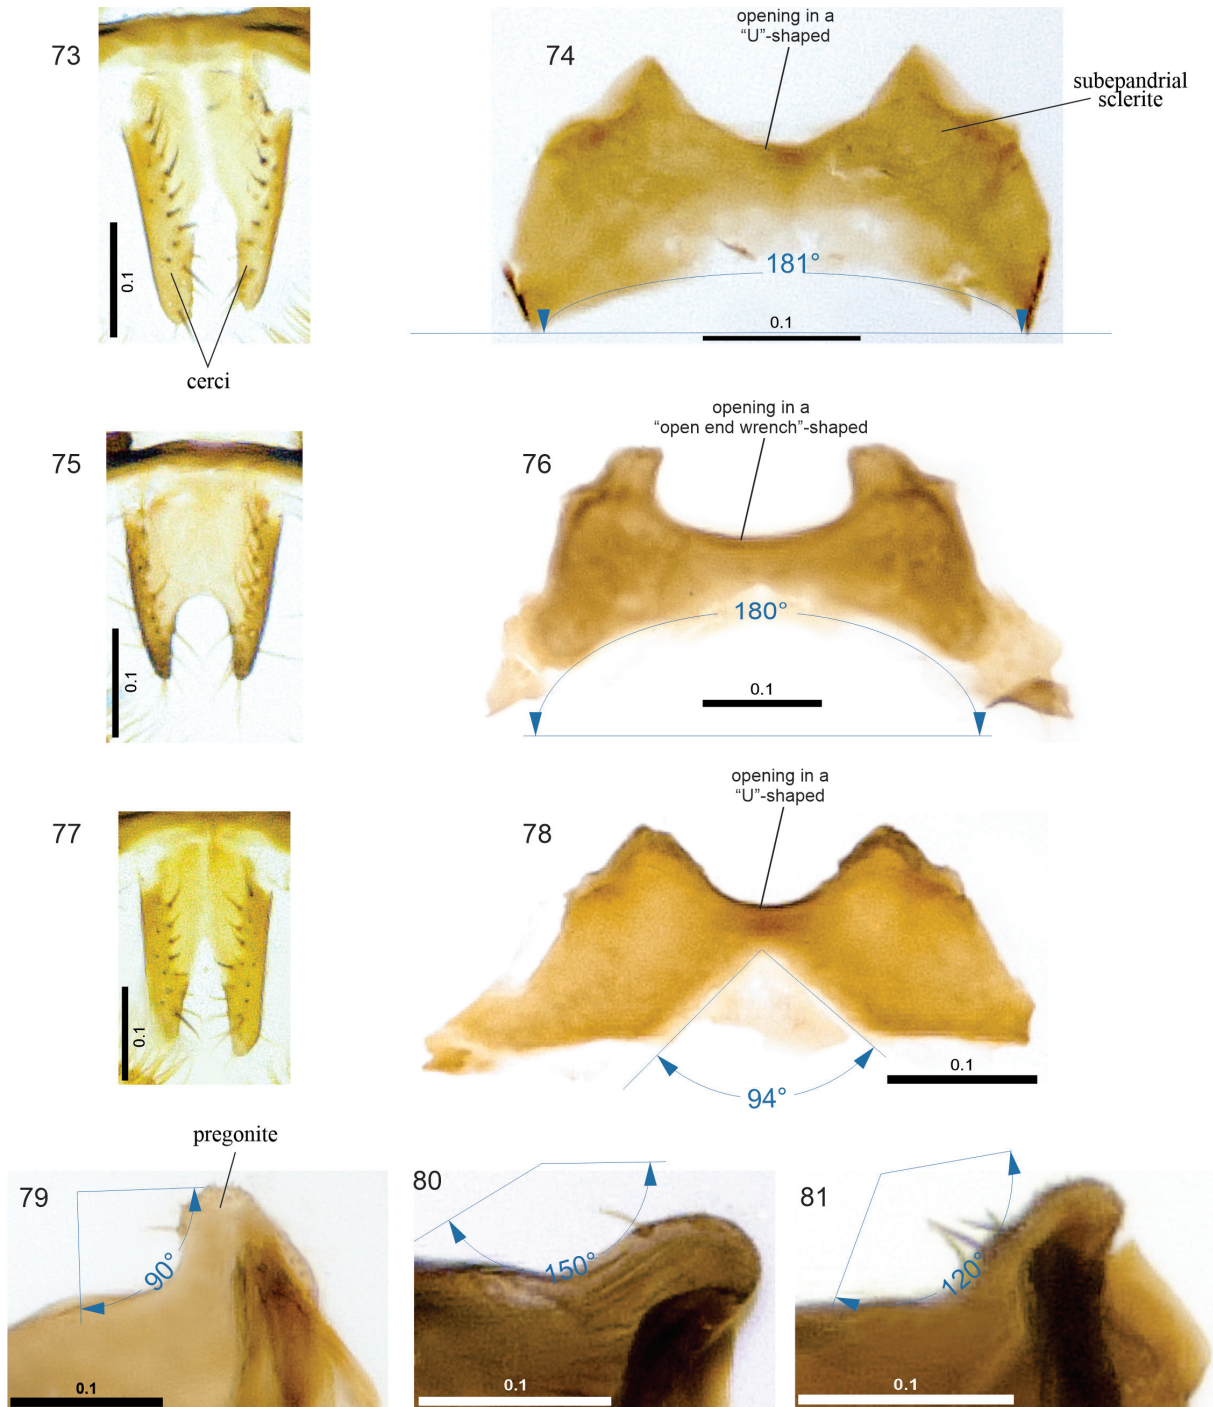 73
0.1
cerci
74
opening in a
“U”-shaped
subepandrial
sclerite
181°
0.1
75
0.1
76
opening in a
“open end wrench”-shaped
180°
0.1
77
0.1
78
opening in a
“U”-shaped
94°
0.1
79
pregonite
90°
0.1
80
150°
0.1
81
120°
0.1